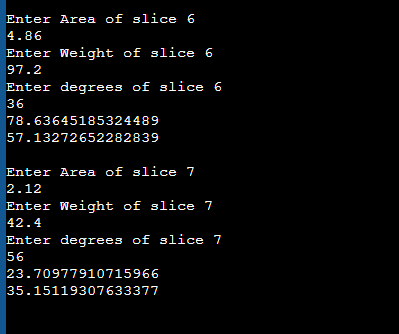 Enter Area of slice 6
4.86
Enter Weight of slice 6
97.2
Enter degrees of slice 6
36
78.63645185324489
57.13272652282839
Enter Area of slice 7
2.12
Enter Weight of slice 7
42.4
Enter degrees of slice 7
56
23.70977910715966
35.15119307633377